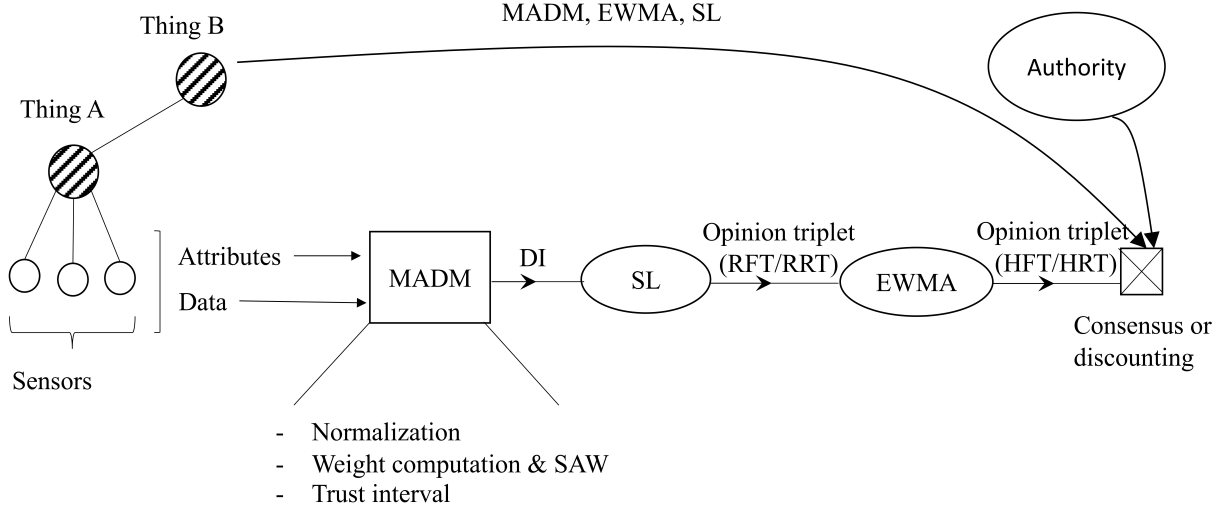 MADM, EWMA, SL
Thing B
Authority
Thing A
Attributes
Data
MADM
DI
SL
Opinion triplet
(RFT/RRT)
EWMA
Opinion triplet
(HFT/HRT)
Consensus or
discounting
Sensors
- Normalization
- Weight computation & SAW
- Trust interval